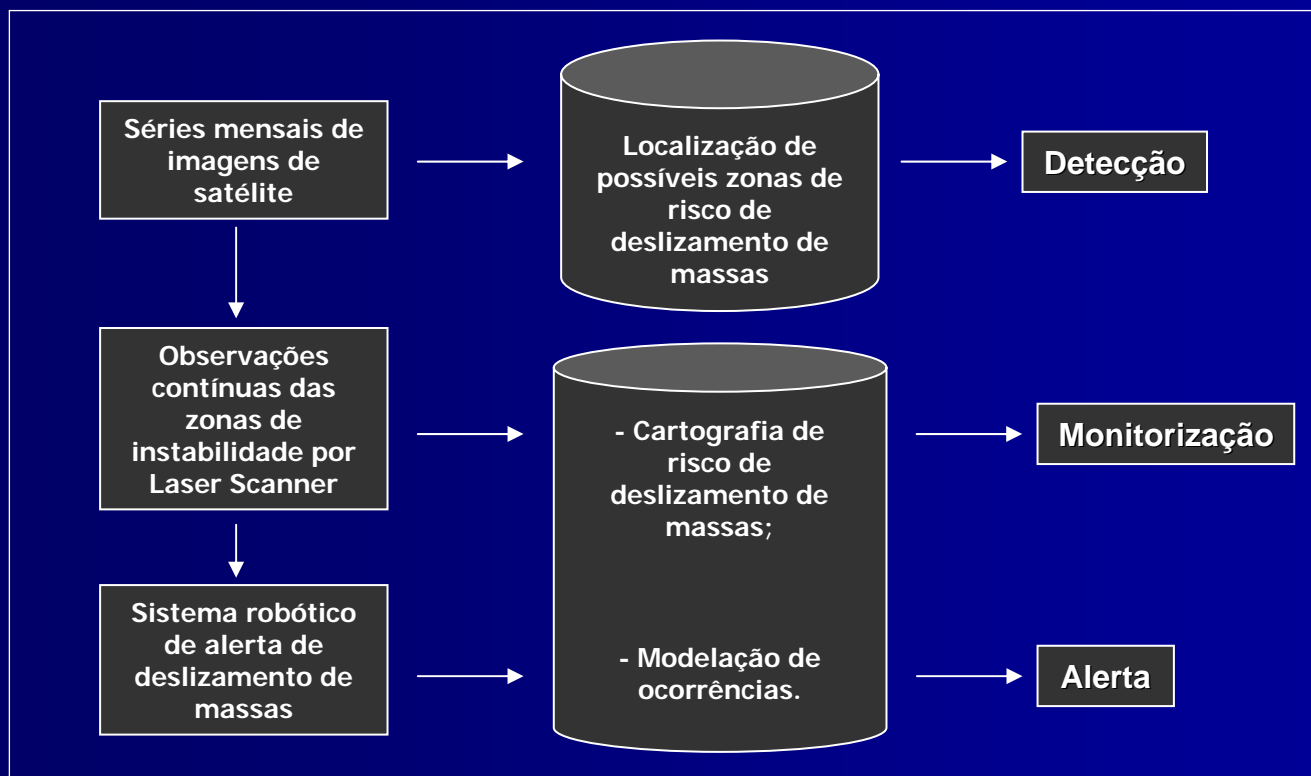 Séries mensais de
imagens de
satélite
Localização de
possíveis zonas de
risco de
deslizamento de
massas
Detecção
Observações
contínuas das
zonas de
instabilidade por
Laser Scanner
- Cartografia de
risco de
deslizamento de
massas;
Monitorização
Sistema robótico
de alerta de
deslizamento de
massas
- Modelação de
ocorrências.
Alerta